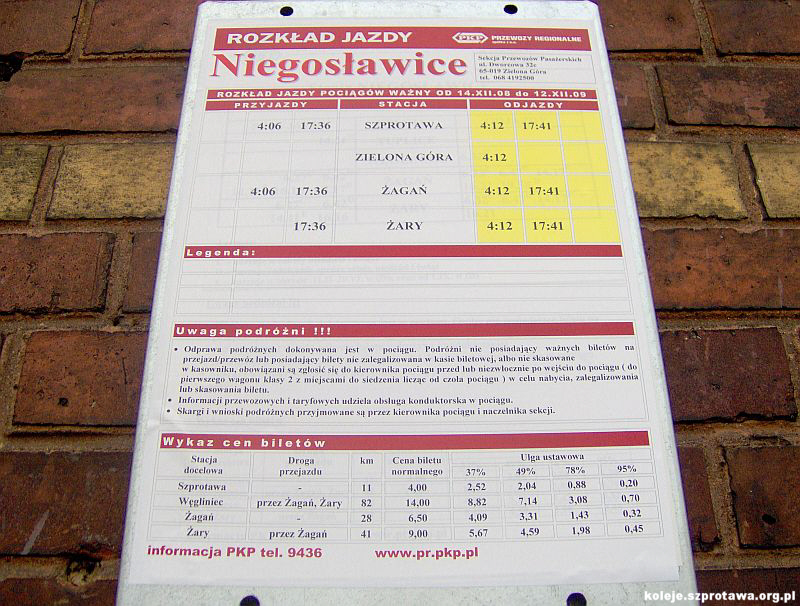 ROZKŁAD JAZDY
PKP PRZEWOZY REGIONALNE
spółka z o.o.
Niegosławice
Sekcja Przewozów Pasażerskich
ul. Dworcowa 32c
65-019 Zielona Góra
tel. 068 4192500
ROZKŁAD JAZDY POCIĄGÓW WAŻNY OD 14.XII.08 do 12.XII.09
PRZYJAZDY STACJA ODJAZDY
4:06 17:36 SZPROTAWA 4:12 17:41
ZIELONA GÓRA 4:12
4:06 17:36 ŻAGAŃ 4:12 17:41
17:36 ŻARY 4:12 17:41
Legenda:
Uwaga podróżni !!!
• Odprawa podróżnych dokonywana jest w pociągu. Podróżni nie posiadający ważnych biletów na
przejazd/przewóz lub posiadający bilety nie zalegalizowana w kasie biletowej, albo nie skasowane
w kasowniku, obowiązani są zgłosić się do kierownika pociągu przed lub niezwłocznie po wejściu do pociągu ( do
pierwszego wagonu klasy 2 z miejscami do siedzenia licząc od czoła pociągu ) w celu nabycia, zalegalizowania
lub skasowania biletu.
• Informacji przewozowych i taryfowych udziela obsługa konduktorska w pociągu.
• Skargi i wnioski podróżnych przyjmowane są przez kierownika pociągu i naczelnika sekcji.
Wykaz cen biletów
Stacja docelowa Droga przejazdu km Cena biletu normalnego Ulga ustawowa
37% 49% 78% 95%
Szprotawa - 11 4,00 2,52 2,04 0,88 0,20
Węgliniec przez Żagań, Żary 82 14,00 8,82 7,14 3,08 0,70
Żagań - 28 6,50 4,09 3,31 1,43 0,32
Żary przez Żagań 41 9,00 5,67 4,59 1,98 0,45
informacja PKP tel. 9436 www.pr.pkp.pl
koleje.szprotawa.org.pl